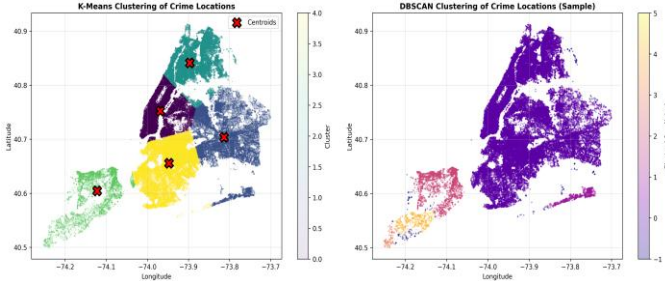 K-Means Clustering of Crime Locations
Centroids
40.9
40.8
40.7
40.6
40.5
Latitude
−74.2 −74.1 −74.0 −73.9 −73.8 −73.7
Longitude
4.0
3.5
3.0
2.5
2.0
1.5
1.0
0.5
0.0
Cluster
DBSCAN Clustering of Crime Locations (Sample)
40.9
40.8
40.7
40.6
40.5
Latitude
−74.2 −74.1 −74.0 −73.9 −73.8 −73.7
Longitude
5
4
3
2
1
0
−1